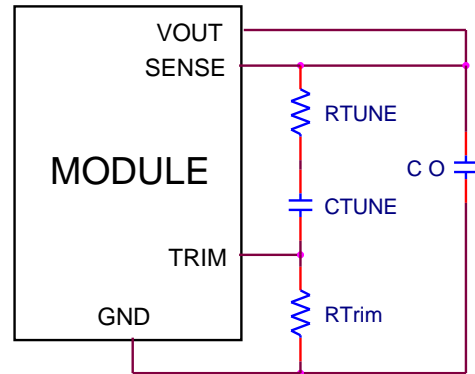 VOUT
SENSE
RTUNE
MODULE
C O
CTUNE
TRIM
GND
RTrim